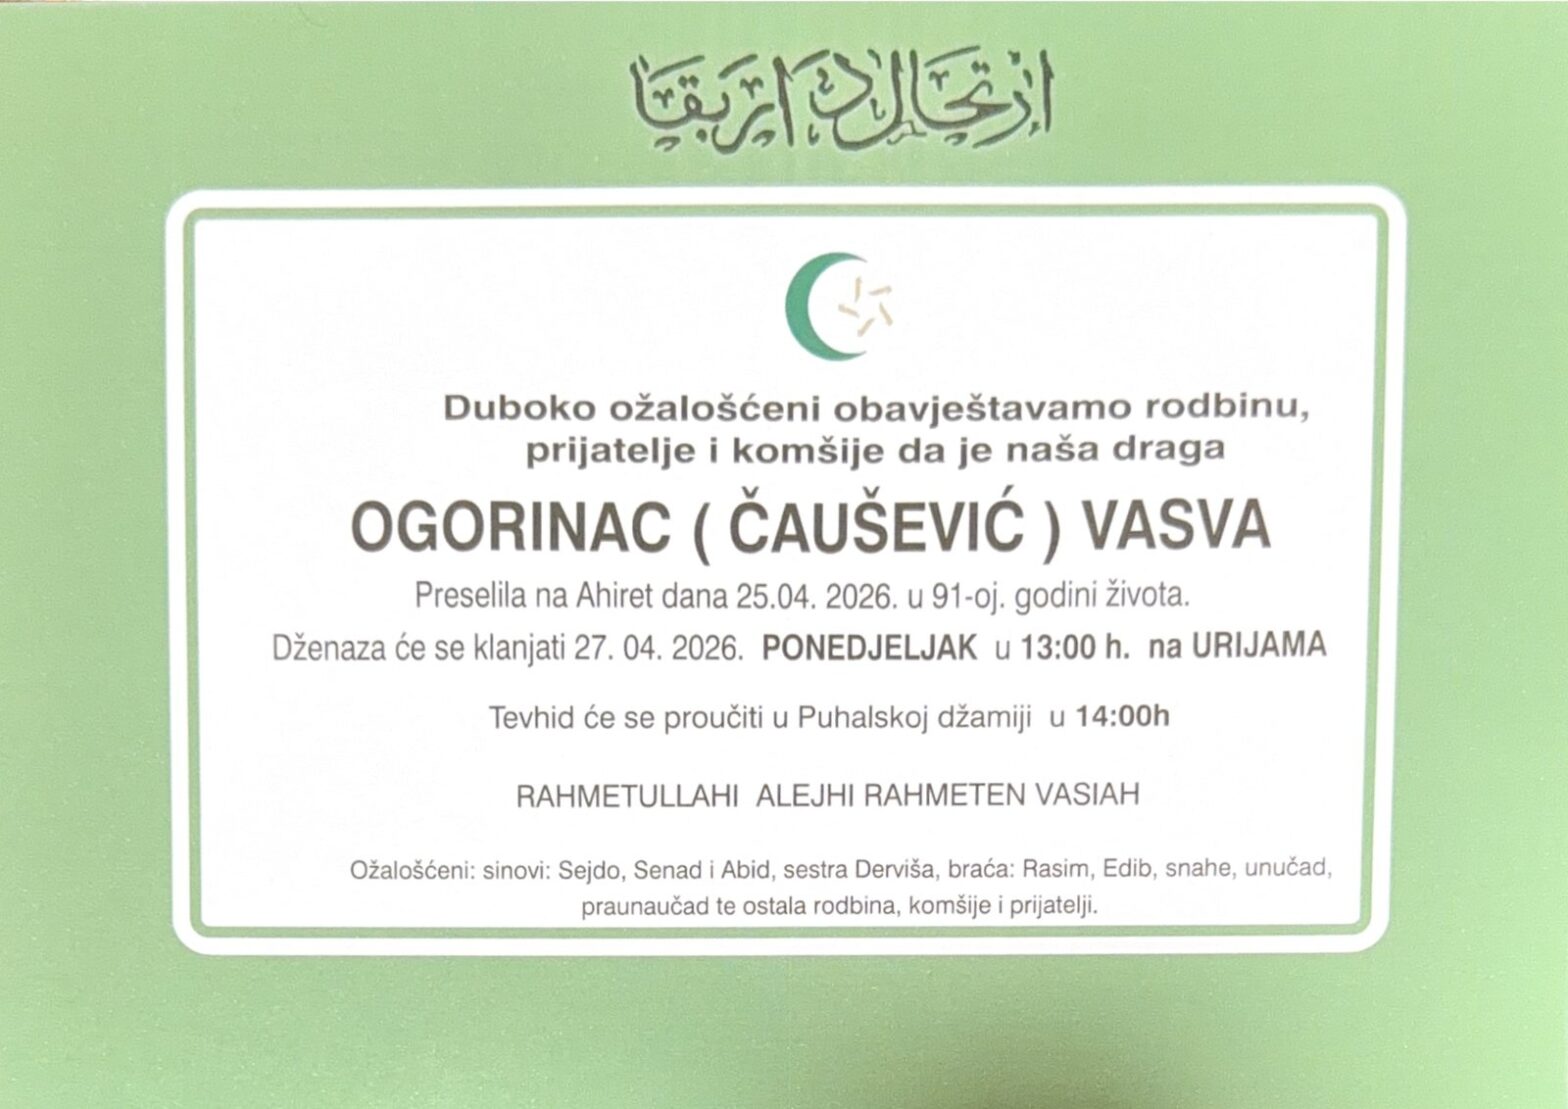 ارتحال دار بقا
Duboko ožalošćeni obavještavamo rodbinu,
prijatelje i komšije da je naša draga
OGORINAC ( ČAUŠEVIĆ ) VASVA
Preselila na Ahiret dana 25.04. 2026. u 91-oj. godini života.
Dženaza će se klanjati 27. 04. 2026. PONEDJELJAK u 13:00 h. na URIJAMA
Tevhid će se proučiti u Puhalskoj džamiji u 14:00h
RAHMETULLAHI ALEJHI RAHMETEN VASIAH
Ožalošćeni: sinovi: Sejdo, Senad i Abid, sestra Derviša, braća: Rasim, Edib, snahe, unučad,
praunaučad te ostala rodbina, komšije i prijatelji.